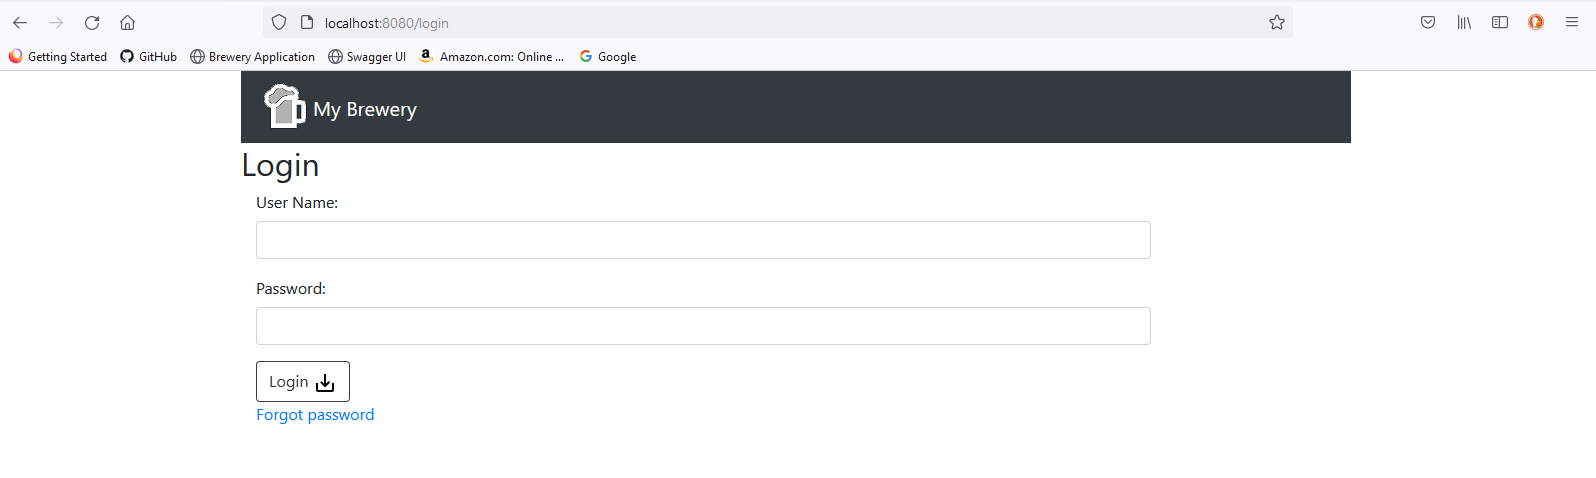 localhost:8080/login
Getting Started GitHub Brewery Application Swagger UI Amazon.com: Online ... Google
My Brewery
Login
User Name:
Password:
Login
Forgot password